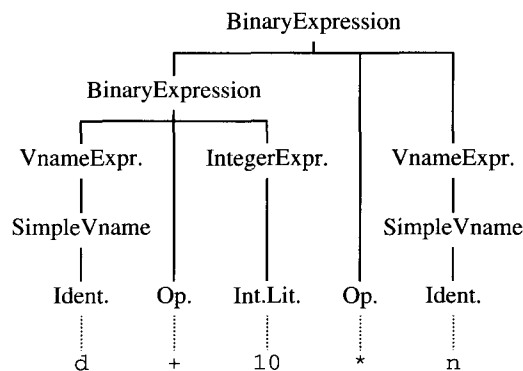 BinaryExpression
BinaryExpression
VnameExpr. IntegerExpr. VnameExpr.
SimpleVname SimpleVname
Ident. Op. Int.Lit. Op. Ident.
d + 10 * n